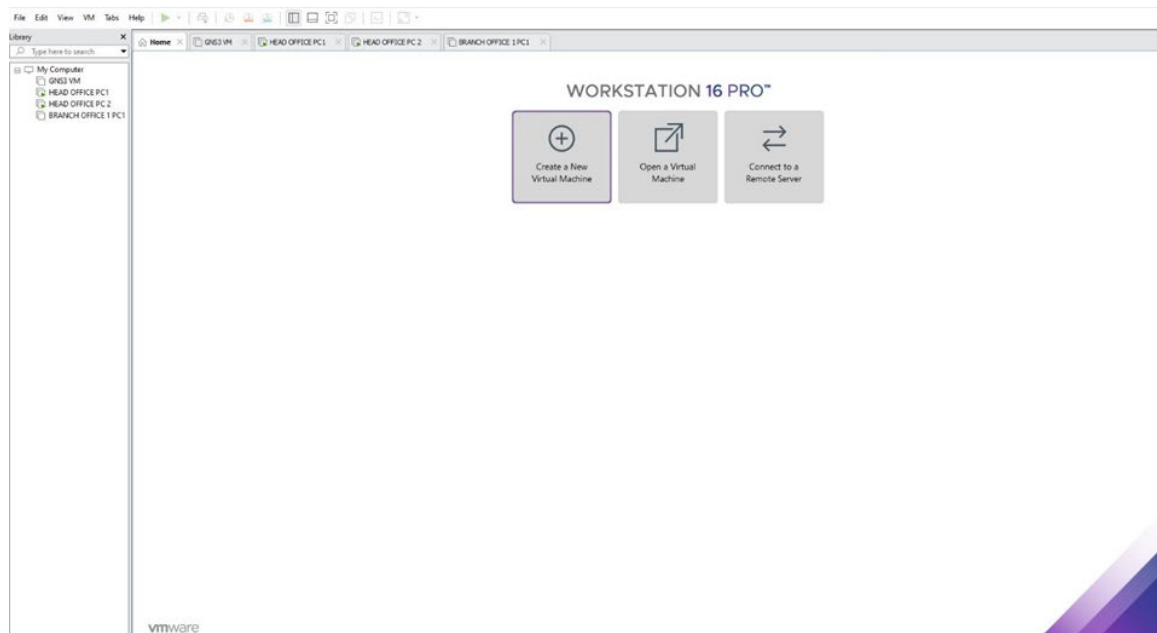 File Edit View VM Tabs Help
Library
Type here to search
My Computer
GNS3 VM
HEAD OFFICE PC1
HEAD OFFICE PC 2
BRANCH OFFICE 1 PC1
Home GNS3 VM HEAD OFFICE PC1 HEAD OFFICE PC 2 BRANCH OFFICE 1 PC1
WORKSTATION 16 PRO™
Create a New
Virtual Machine
Open a Virtual
Machine
Connect to a
Remote Server
vmware